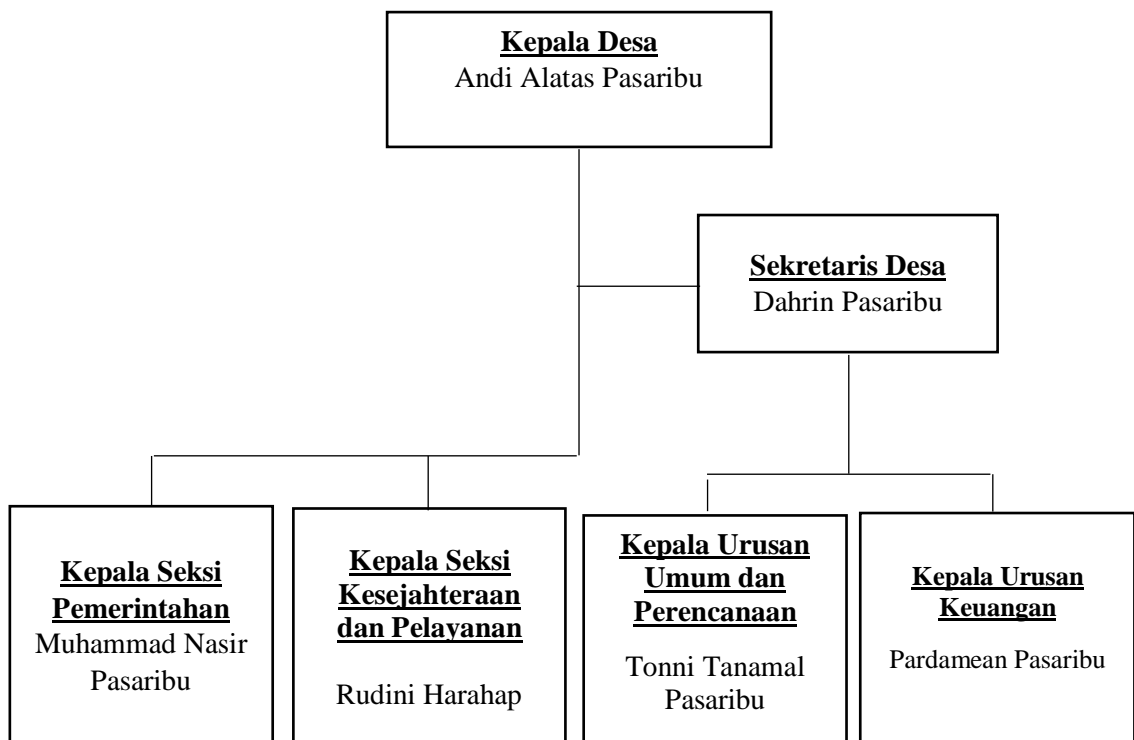 Kepala Desa
Andi Alatas Pasaribu
Sekretaris Desa
Dahrin Pasaribu
Kepala Seksi
Pemerintahan
Muhammad Nasir
Pasaribu
Kepala Seksi
Kesejahteraan
dan Pelayanan
Rudini Harahap
Kepala Urusan
Umum dan
Perencanaan
Tonni Tanamal
Pasaribu
Kepala Urusan
Keuangan
Pardamean Pasaribu